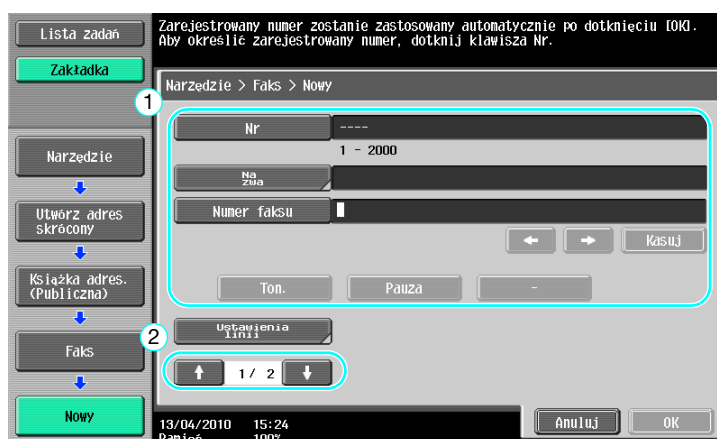 Lista zadań
Zakładka
Zarejestrowany numer zostanie zastosowany automatycznie po dotknięciu [OK].
Aby określić zarejestrowany numer, dotknij klawisza Nr.
Narzędzie > Faks > Nowy
1
Nr
----
1 - 2000
Na
zwa
Numer faksu
← → Kasuj
Ton.
Pauza
-
Narzędzie
Utwórz adres
skrócony
Książka adres.
(Publiczna)
Faks
Nowy
2
Ustawienia
linii
↑ 1/ 2 ↓
13/04/2010 15:24
Pamięć 100%
Anuluj
OK